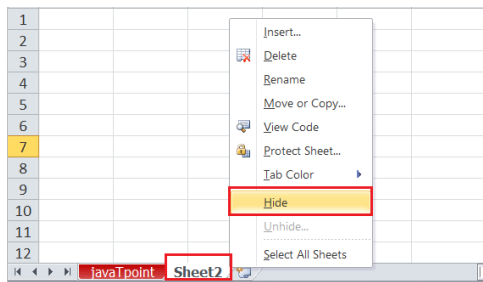 1
2
3
4
5
6
7
8
9
10
11
12
Insert...
Delete
Rename
Move or Copy...
View Code
Protect Sheet...
Tab Color
Hide
Unhide...
Select All Sheets
javaTpoint Sheet2